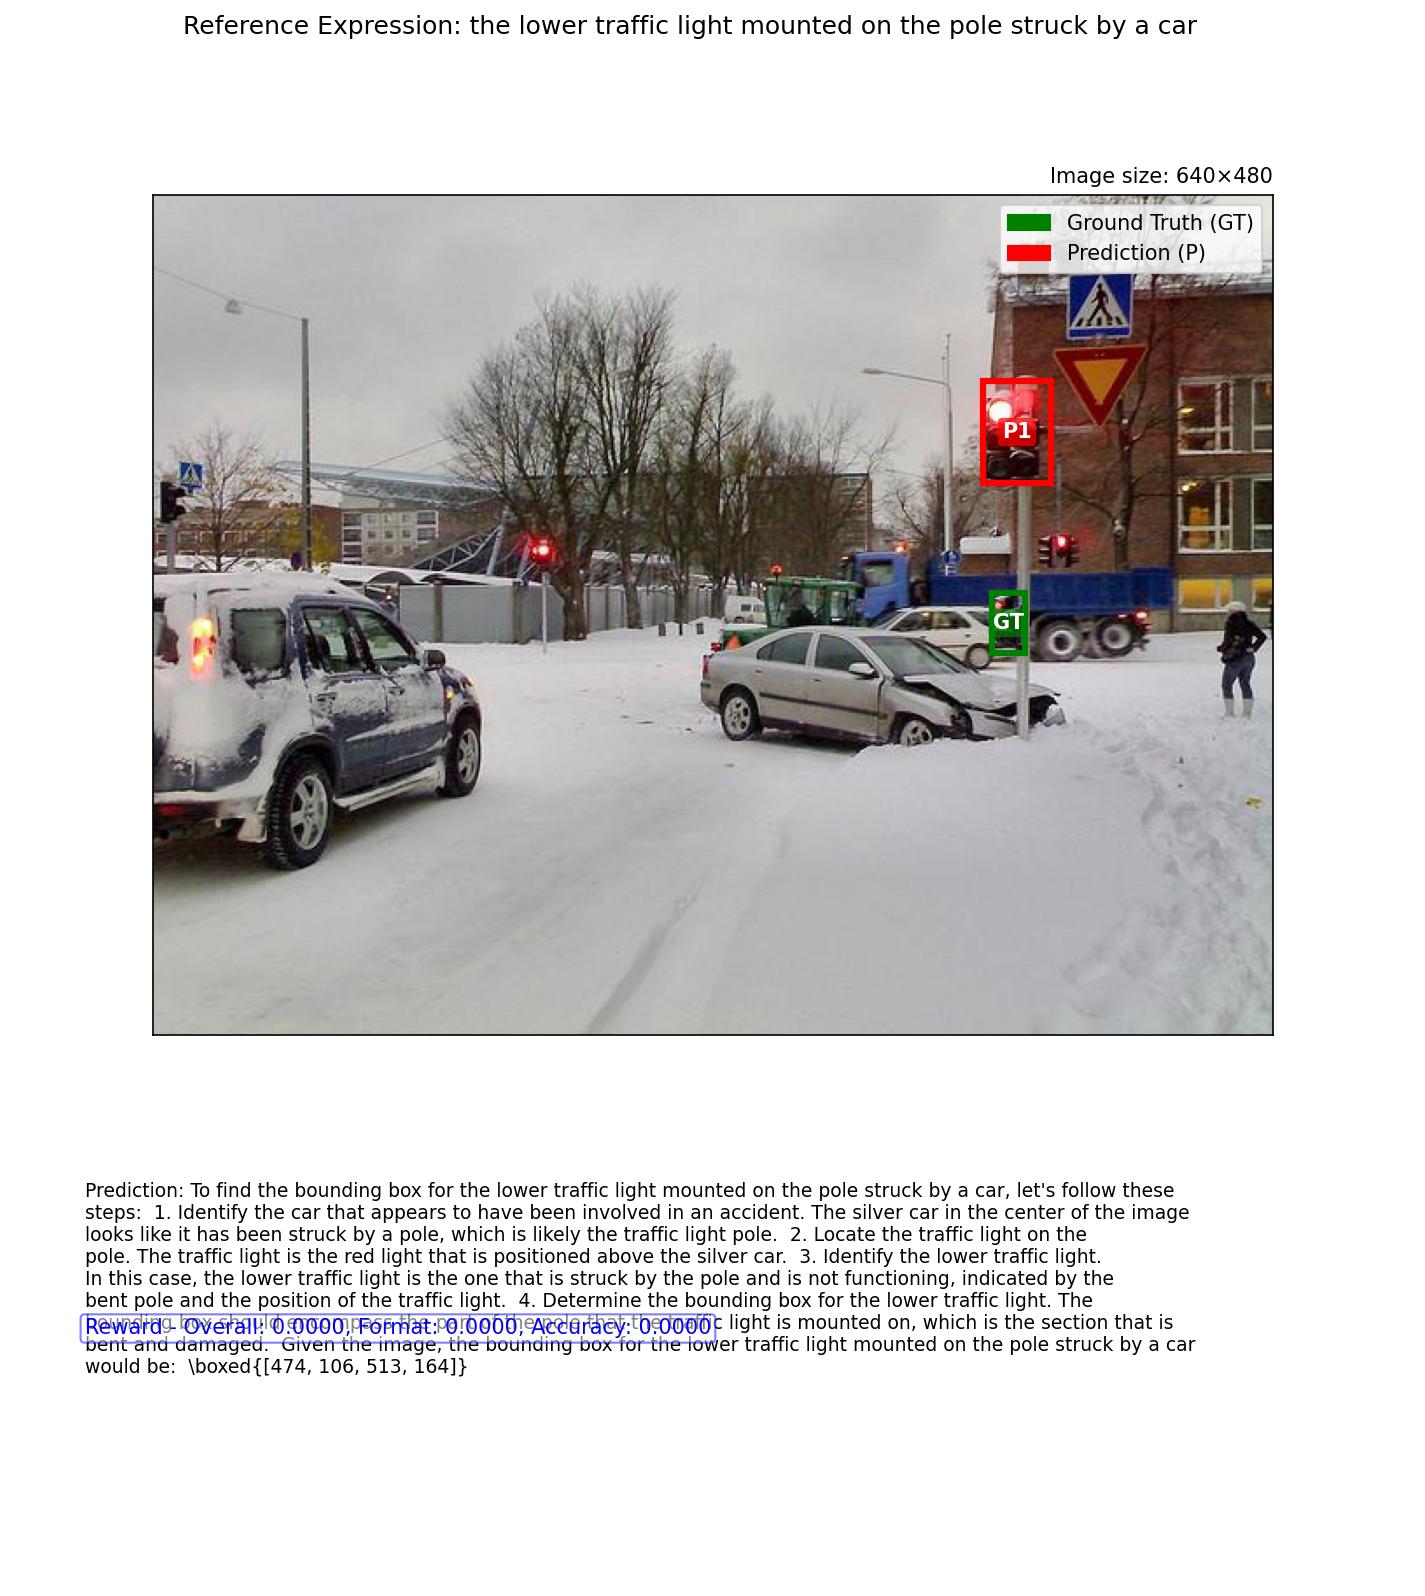 Reference Expression: the lower traffic light mounted on the pole struck by a car
Image size: 640×480
Ground Truth (GT)
Prediction (P)
P1
GT
Prediction: To find the bounding box for the lower traffic light mounted on the pole struck by a car, let's follow these
steps:  1. Identify the car that appears to have been involved in an accident. The silver car in the center of the image
looks like it has been struck by a pole, which is likely the traffic light pole.  2. Locate the traffic light on the
pole. The traffic light is the red light that is positioned above the silver car.  3. Identify the lower traffic light.
In this case, the lower traffic light is the one that is struck by the pole and is not functioning, indicated by the
bent pole and the position of the traffic light.  4. Determine the bounding box for the lower traffic light. The
bounding box should encompass the part of the pole that the traffic light is mounted on, which is the section that is
Reward - Overall: 0.0000, Format: 0.0000, Accuracy: 0.0000
bent and damaged.  Given the image, the bounding box for the lower traffic light mounted on the pole struck by a car
would be:  \boxed{[474, 106, 513, 164]}